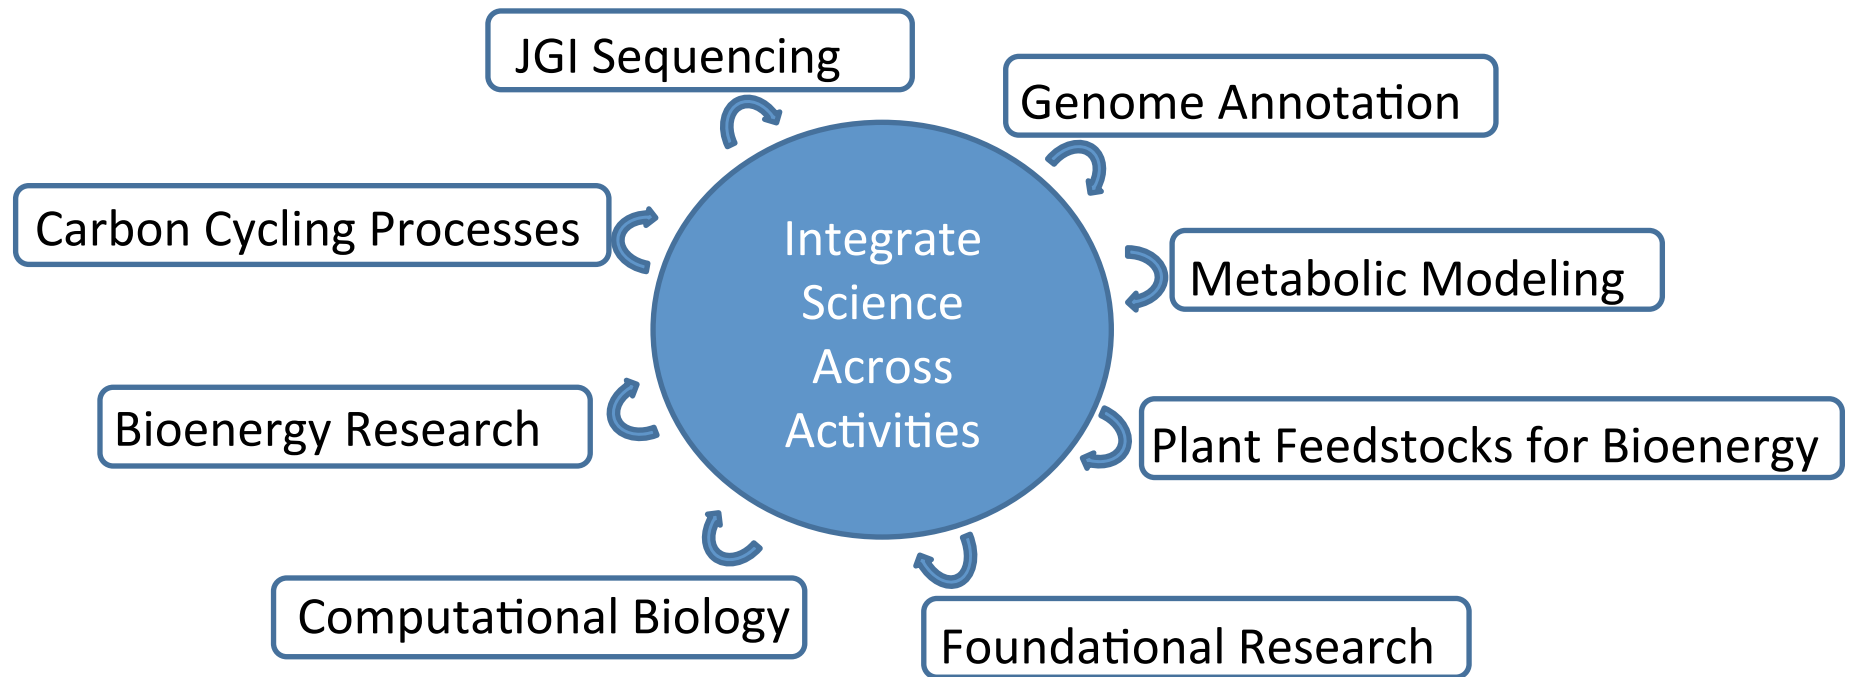 JGI Sequencing
Genome Annotation
Carbon Cycling Processes
Integrate
Science
Across
Activities
Metabolic Modeling
Bioenergy Research
Plant Feedstocks for Bioenergy
Computational Biology
Foundational Research